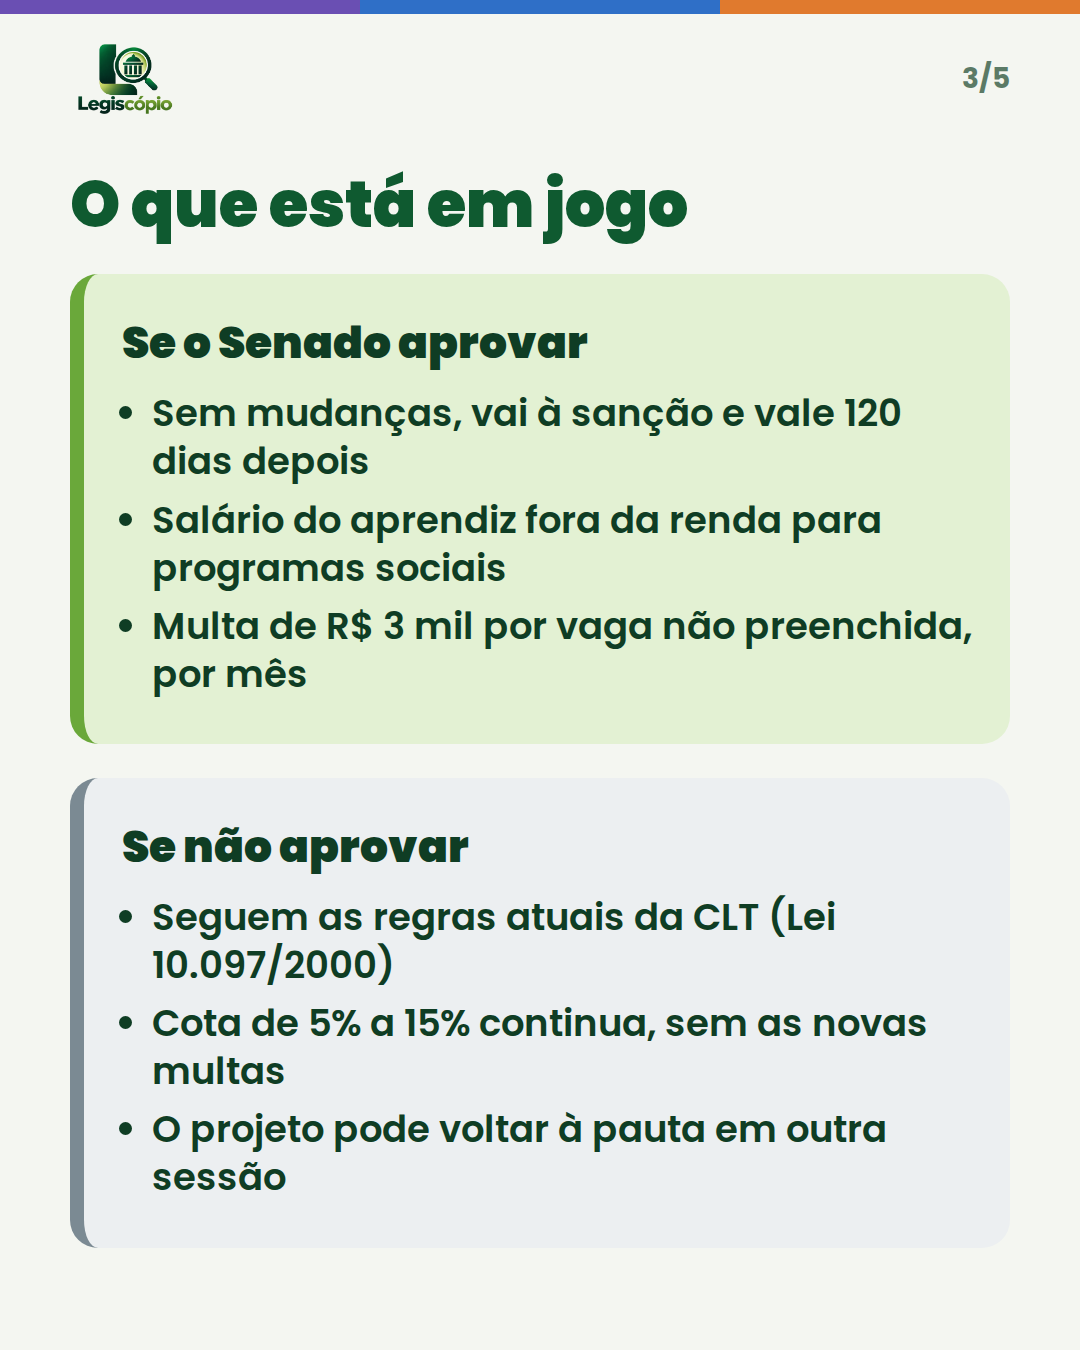 Legiscópio
3/5
O que está em jogo
Se o Senado aprovar
• Sem mudanças, vai à sanção e vale 120
dias depois
• Salário do aprendiz fora da renda para
programas sociais
• Multa de R$ 3 mil por vaga não preenchida,
por mês
Se não aprovar
• Seguem as regras atuais da CLT (Lei
10.097/2000)
• Cota de 5% a 15% continua, sem as novas
multas
• O projeto pode voltar à pauta em outra
sessão